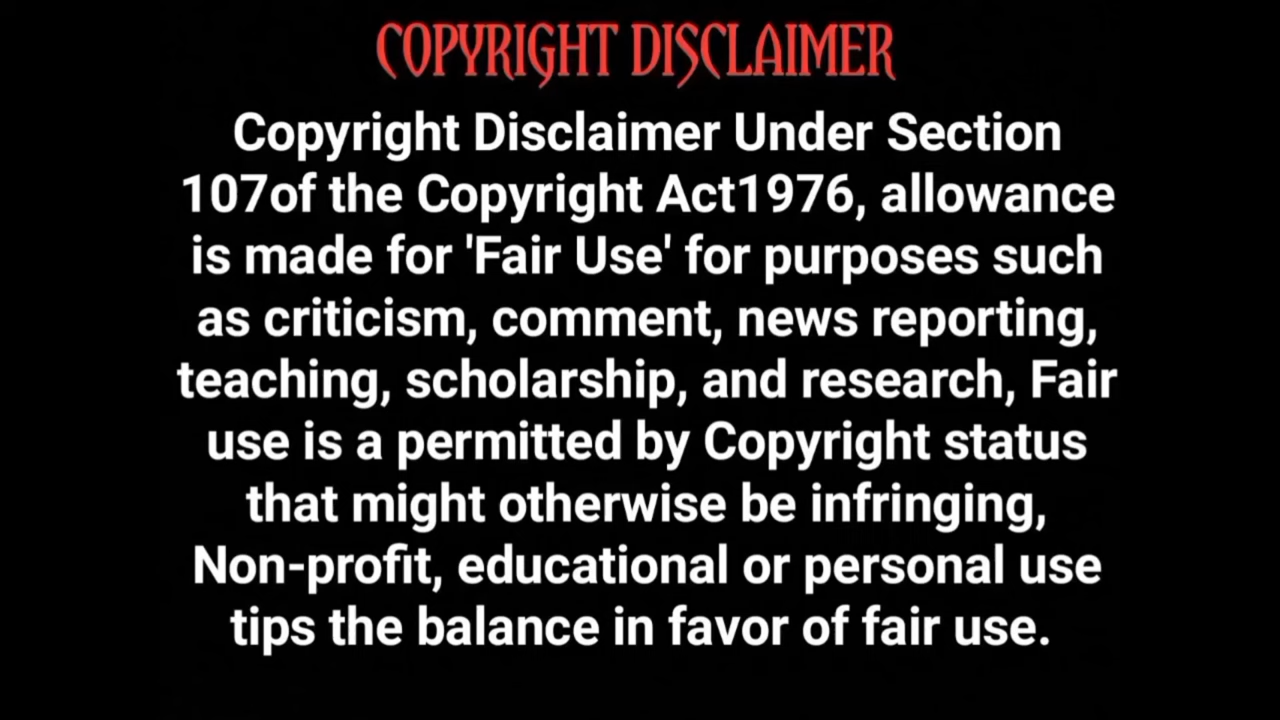 COPYRIGHT DISCLAIMER
Copyright Disclaimer Under Section
107of the Copyright Act1976, allowance
is made for 'Fair Use' for purposes such
as criticism, comment, news reporting,
teaching, scholarship, and research, Fair
use is a permitted by Copyright status
that might otherwise be infringing,
Non-profit, educational or personal use
tips the balance in favor of fair use.